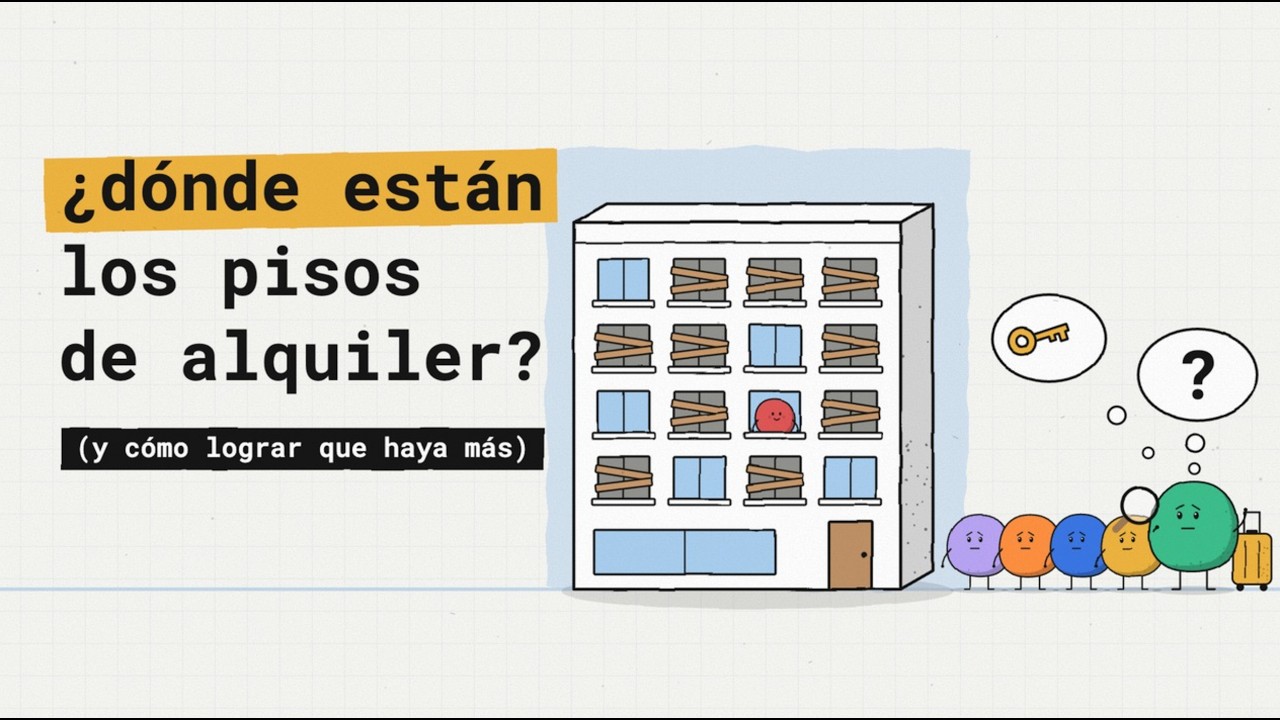 ¿dónde están
los pisos
de alquiler?
(y cómo lograr que haya más)
?